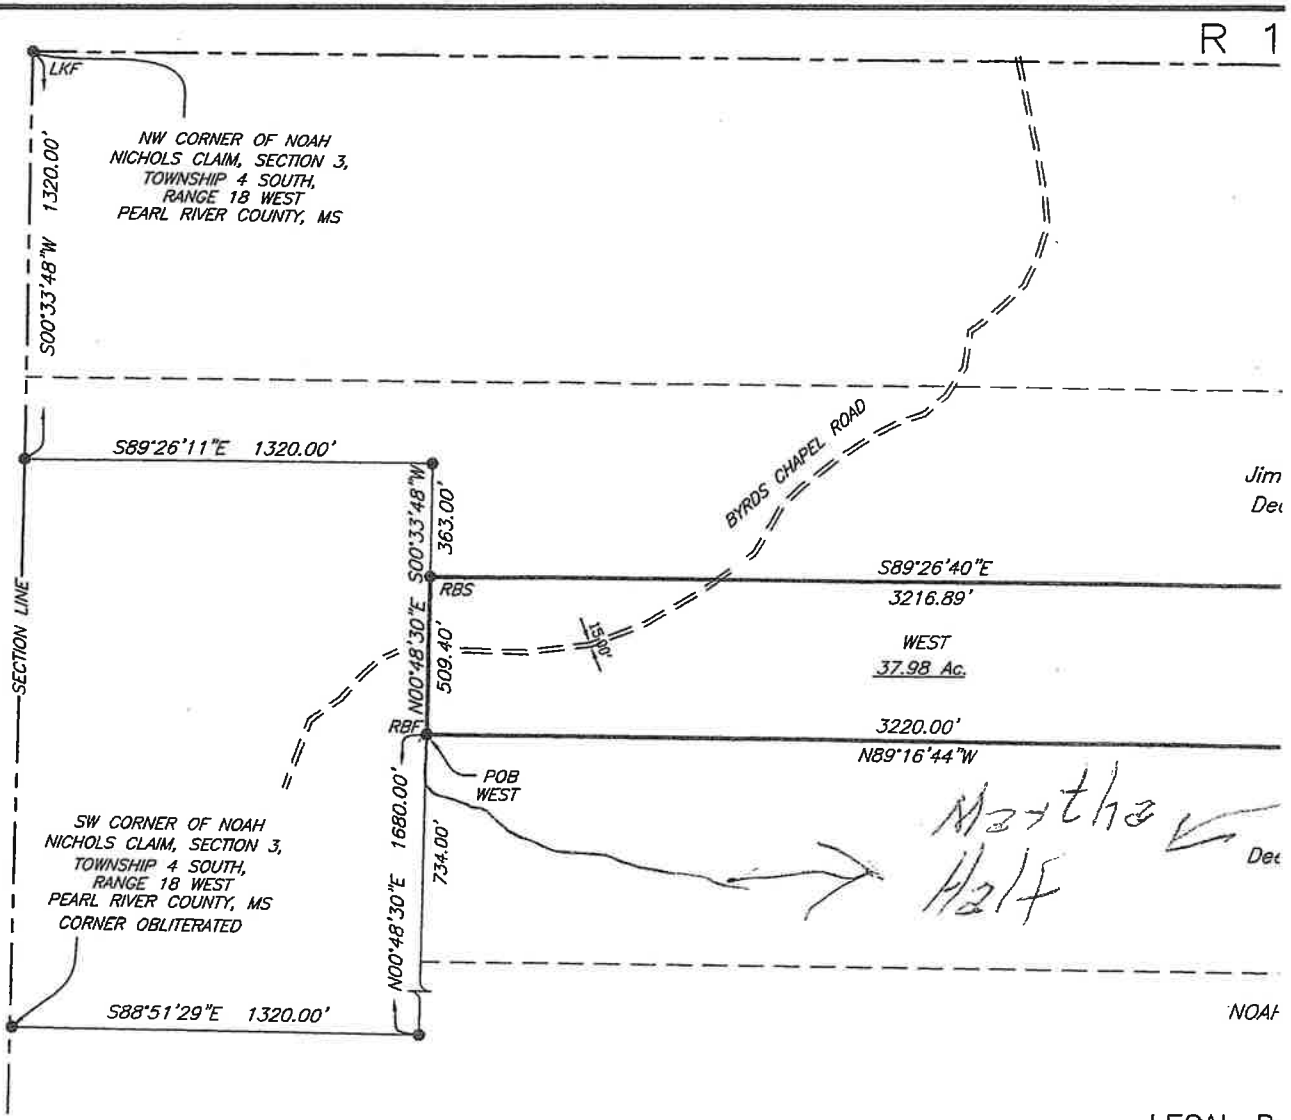 R 1
LKF
NW CORNER OF NOAH
NICHOLS CLAIM, SECTION 3,
TOWNSHIP 4 SOUTH,
RANGE 18 WEST
PEARL RIVER COUNTY, MS
S00°33'48"W 1320.00'
S89°26'11"E 1320.00'
BYRDS CHAPEL ROAD
Jim
S00°33'48"W
363.00'
S89°26'40"E
3216.89'
RBS
SECTION LINE
N00°48'30"E
509.40'
15.00'
WEST
37.98 Ac.
RBF
3220.00'
N89°16'44"W
POB
WEST
Martha
Half
SW CORNER OF NOAH
NICHOLS CLAIM, SECTION 3,
TOWNSHIP 4 SOUTH,
RANGE 18 WEST
PEARL RIVER COUNTY, MS
CORNER OBLITERATED
N00°48'30"E 1680.00'
734.00'
S88°51'29"E 1320.00'